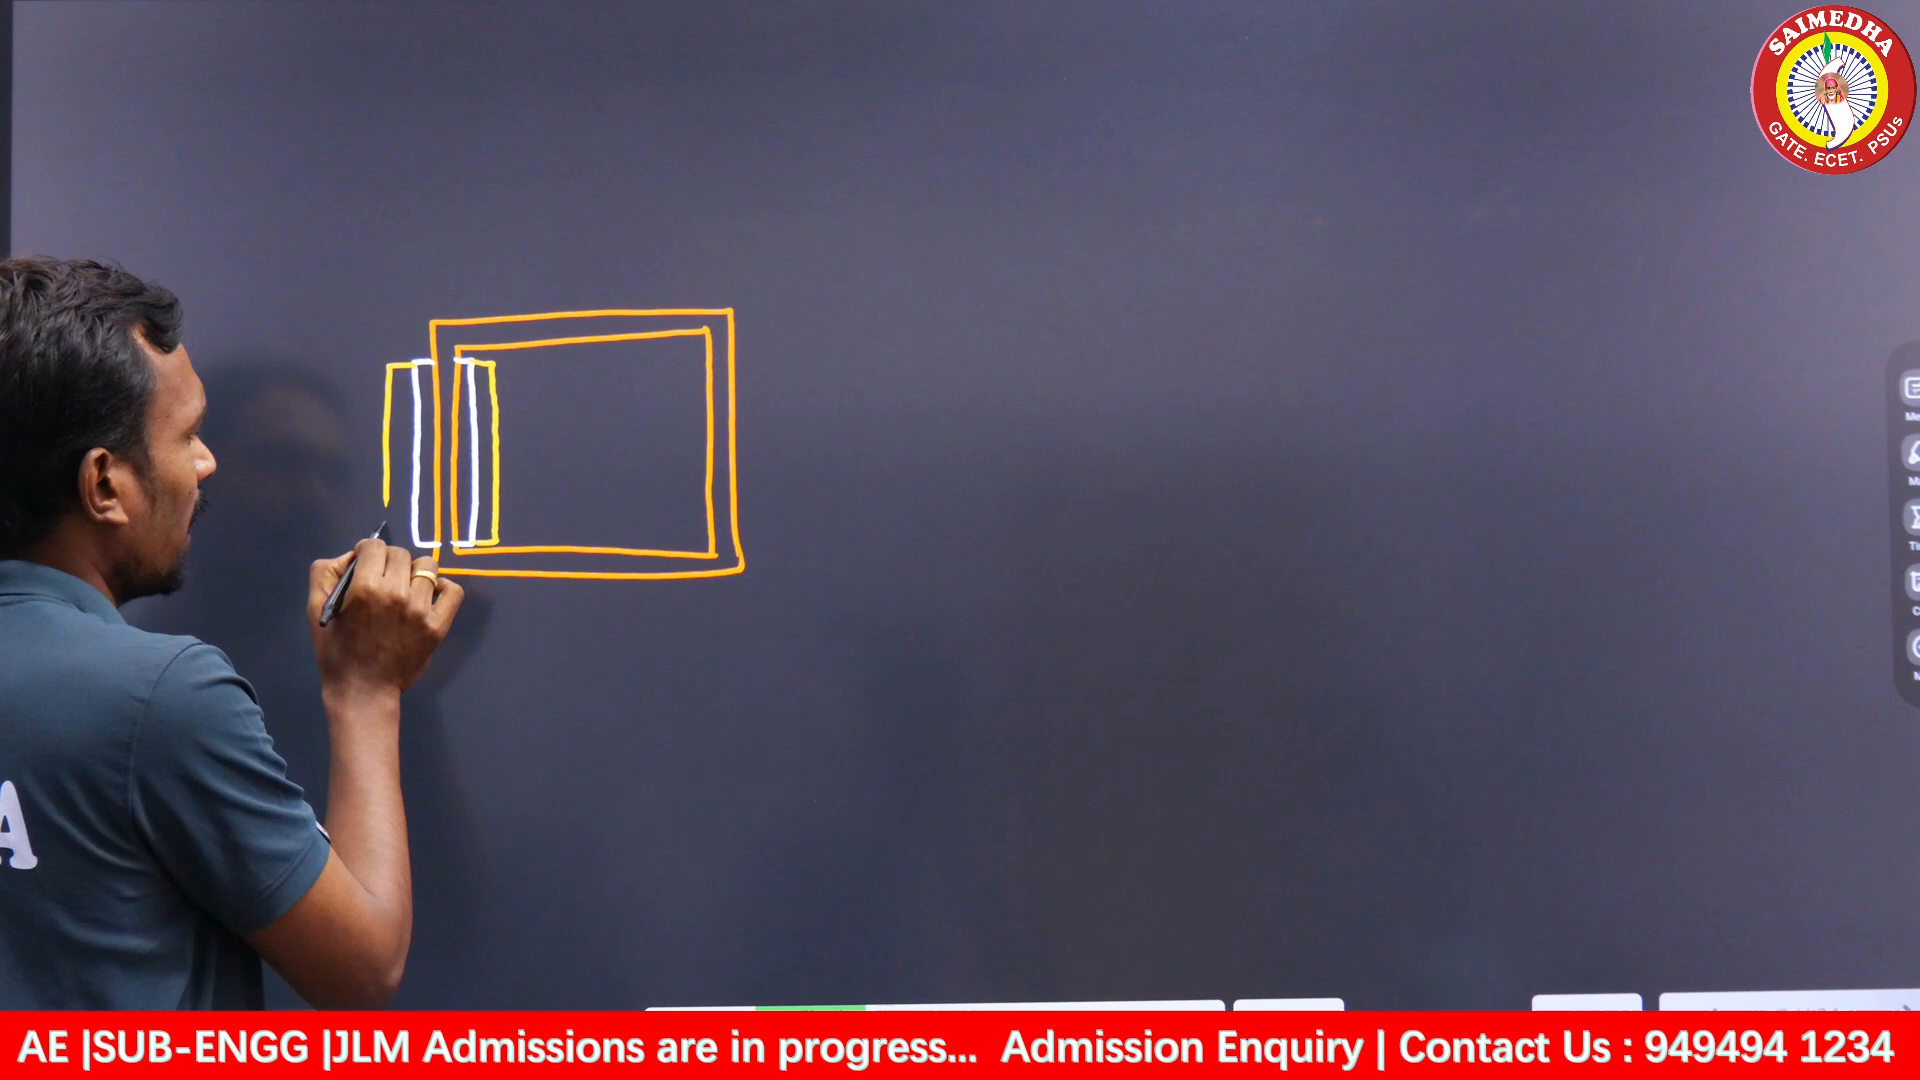 SAIMEDHA
GATE. ECET. PSUs
A
AE |SUB-ENGG |JLM Admissions are in progress... Admission Enquiry | Contact Us : 949494 1234